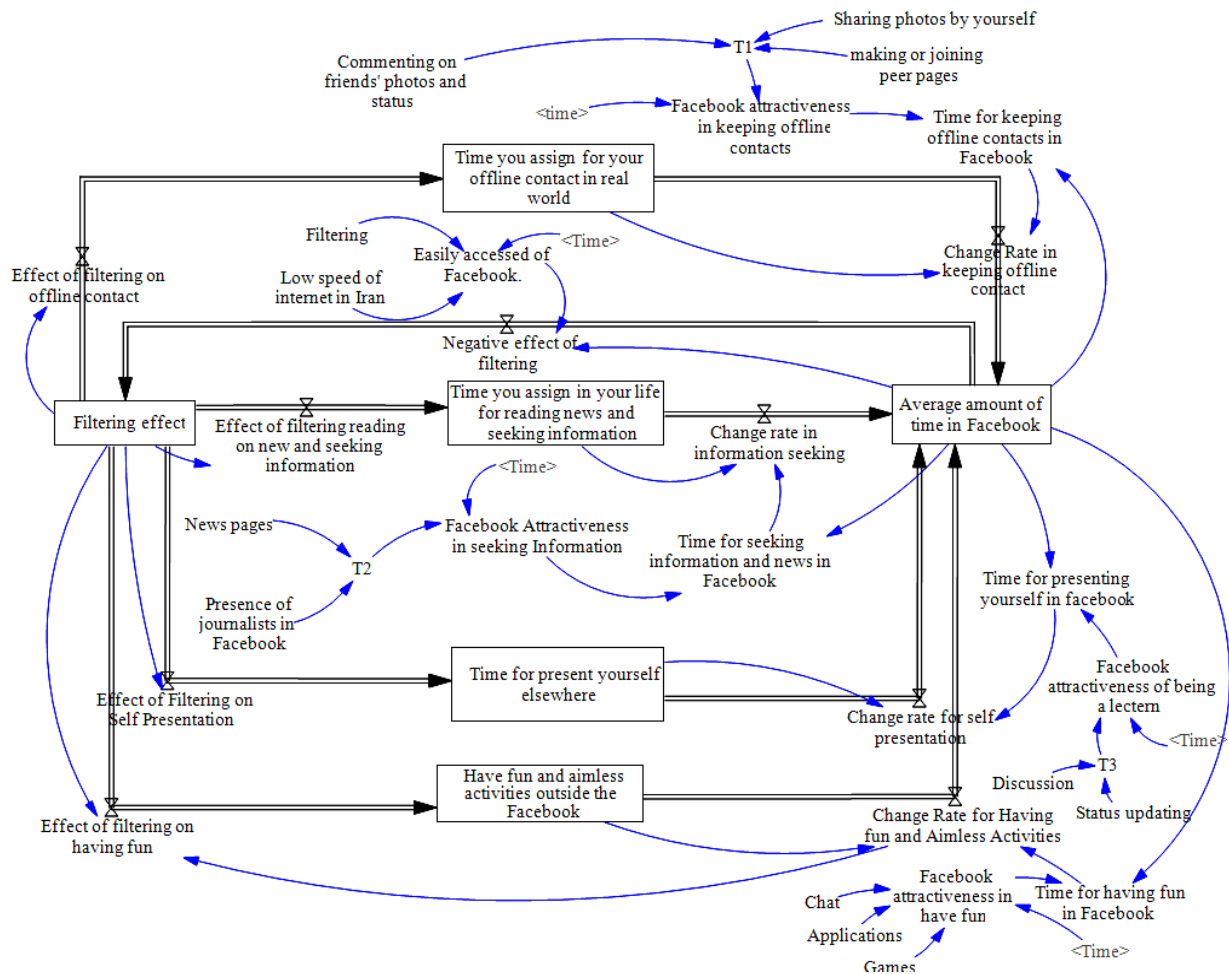 Sharing photos by yourself
T1
making or joining
peer pages
Commenting on
friends' photos and
status
<time>
Facebook attractiveness
in keeping offline
contacts
Time for keeping
offline contacts in
Facebook
Time you assign for your
offline contact in real
world
Filtering
<Time>
Easily accessed of
Facebook.
Low speed of
internet in Iran
Effect of filtering on
offline contact
Change Rate in
keeping offline
contact
Negative effect of
filtering
Filtering effect
Effect of filtering reading
on new and seeking
information
Time you assign in your life
for reading news and
seeking information
Change rate in
information seeking
Average amount of
time in Facebook
<Time>
News pages
T2
Facebook Attractiveness
in seeking Information
Time for seeking
information and news in
Facebook
Presence of
journalists in
Facebook
Time for presenting
yourself in facebook
Facebook
attractiveness of being
a lectern
<Time>
T3
Discussion
Status updating
Effect of Filtering on
Self Presentation
Time for present yourself
elsewhere
Change rate for self
presentation
Have fun and aimless
activities outside the
Facebook
Effect of filtering on
having fun
Change Rate for Having
fun and Aimless Activities
Facebook
attractiveness in
have fun
Time for having fun
in Facebook
Chat
Applications
Games
<Time>